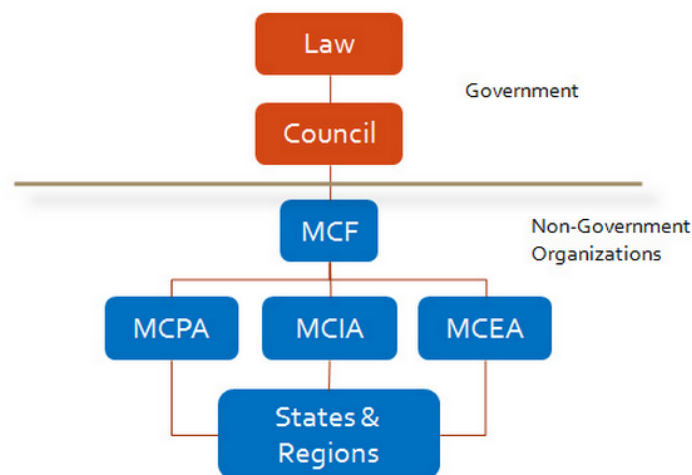 Law
Government
Council
MCF
Non-Government
Organizations
MCPA
MCIA
MCEA
States &
Regions